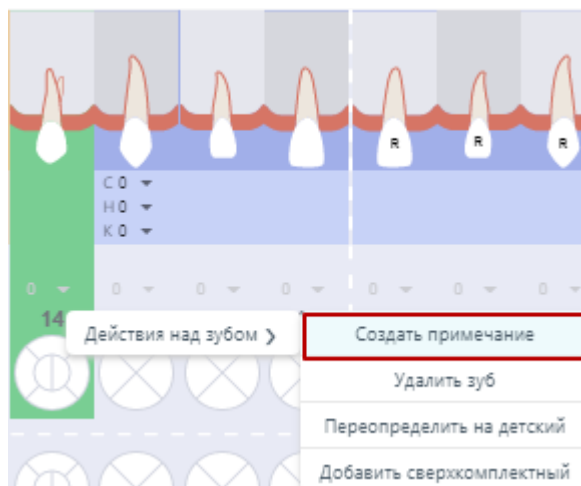 R R R
С 0
Н 0
К 0
0 0 0 0 0 0 0
14
Действия над зубом ❯ Создать примечание
Удалить зуб
Переопределить на детский
Добавить сверхкомплектный